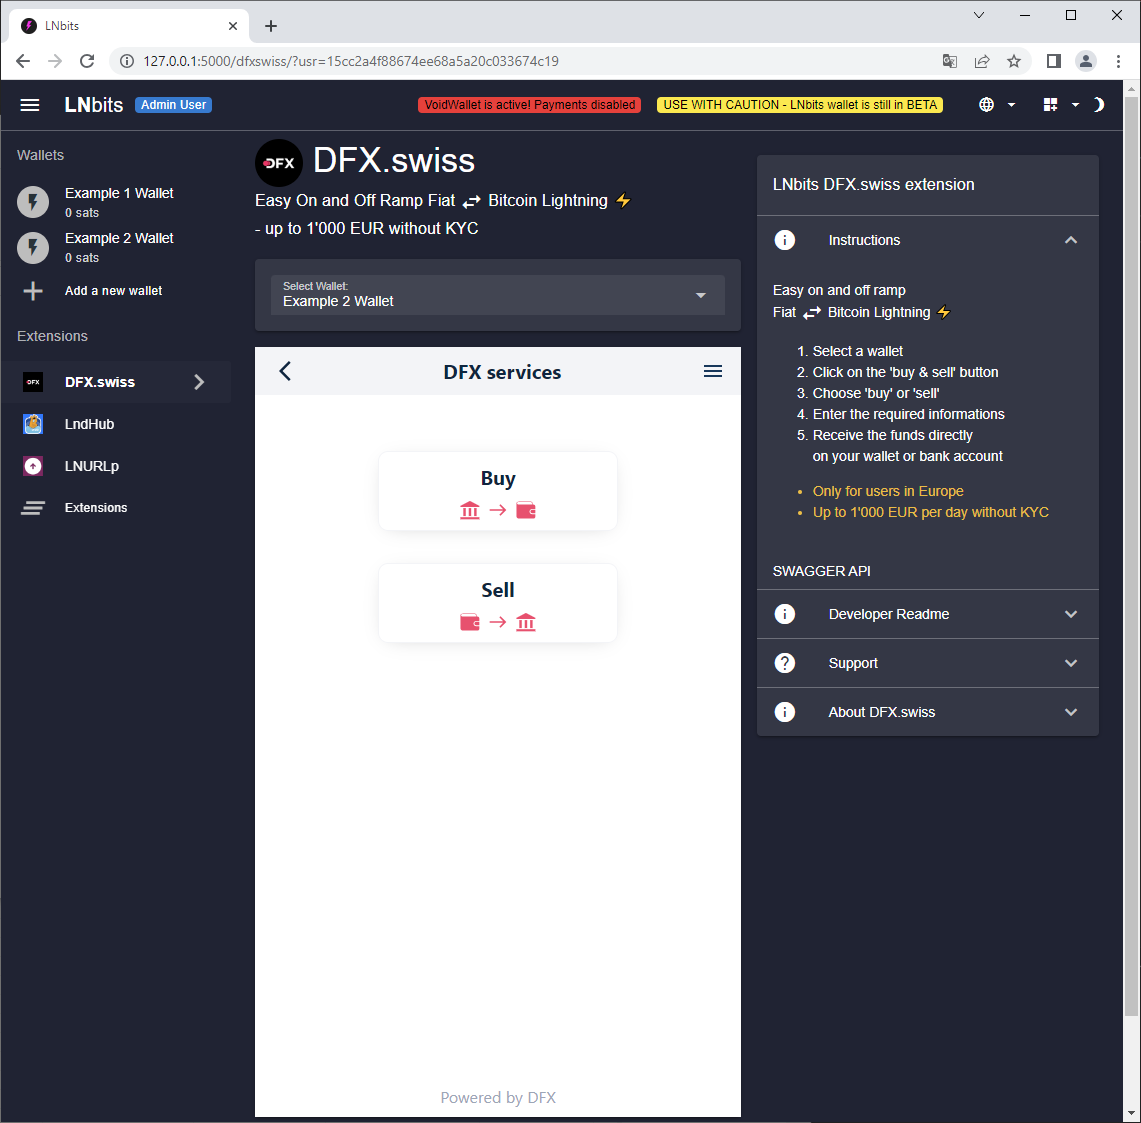 LNbits
127.0.0.1:5000/dfxswiss/?usr=15cc2a4f88674ee68a5a20c033674c19
LNbits Admin User VoidWallet is active! Payments disabled USE WITH CAUTION - LNbits wallet is still in BETA
Wallets
Example 1 Wallet
0 sats
Example 2 Wallet
0 sats
Add a new wallet
Extensions
DFX DFX.swiss
LndHub
LNURLp
Extensions
DFX DFX.swiss
Easy On and Off Ramp Fiat ⇄ Bitcoin Lightning ⚡
- up to 1'000 EUR without KYC
Select Wallet:
Example 2 Wallet
DFX services
Buy
Sell
Powered by DFX
LNbits DFX.swiss extension
Instructions
Easy on and off ramp
Fiat ⇄ Bitcoin Lightning ⚡
1. Select a wallet
2. Click on the 'buy & sell' button
3. Choose 'buy' or 'sell'
4. Enter the required informations
5. Receive the funds directly
on your wallet or bank account
• Only for users in Europe
• Up to 1'000 EUR per day without KYC
SWAGGER API
Developer Readme
Support
About DFX.swiss